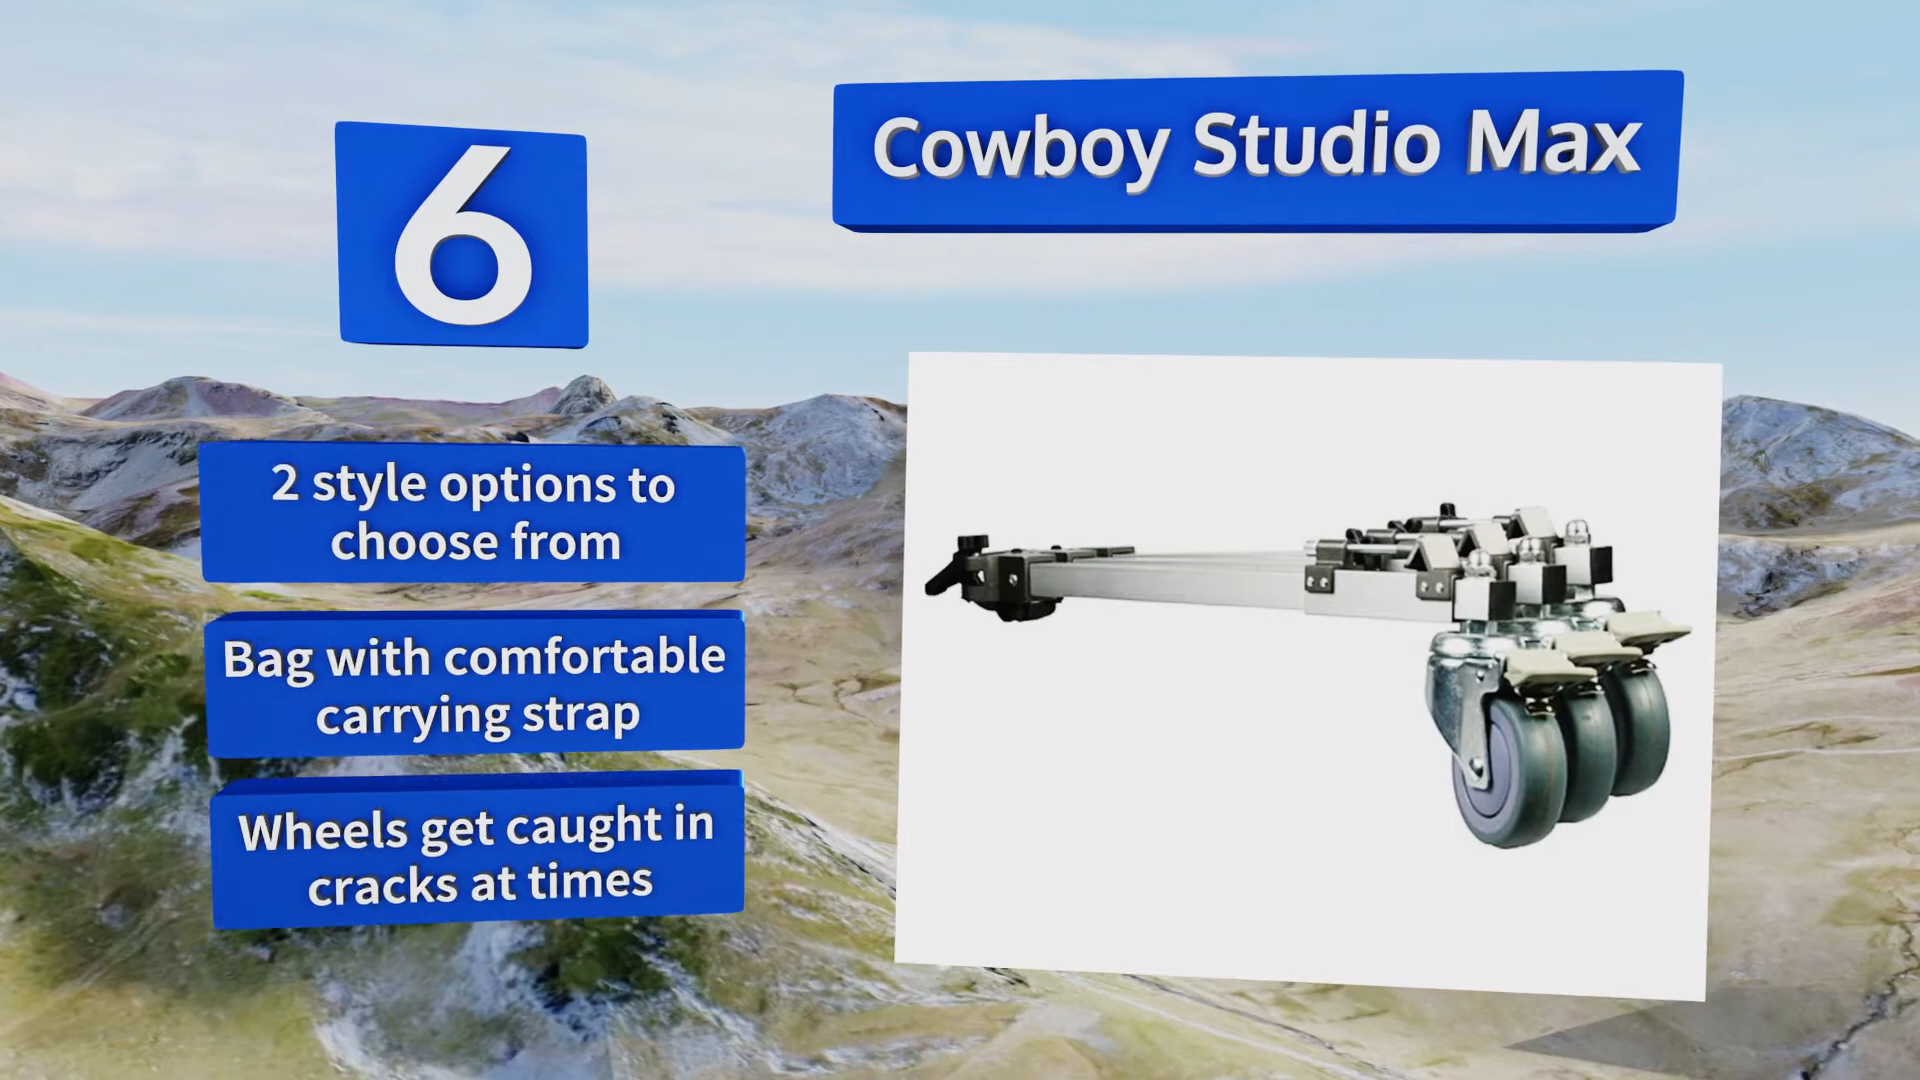 6
Cowboy Studio Max
2 style options to
choose from
Bag with comfortable
carrying strap
Wheels get caught in
cracks at times